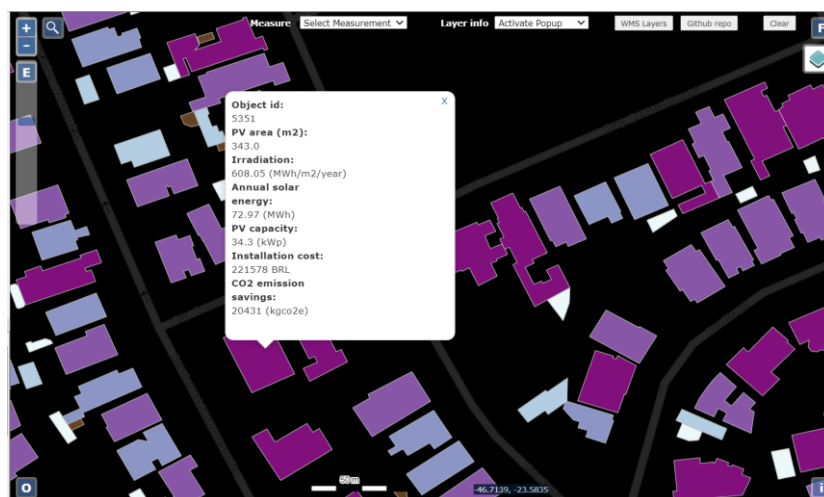 +
−
E
Measure Select Measurement Layer info Activate Popup WMS Layers Github repo Clear F
X
Object id:
5351
PV area (m2):
343.0
Irradiation:
608.05 (MWh/m2/year)
Annual solar
energy:
72.97 (MWh)
PV capacity:
34.3 (kWp)
Installation cost:
221578 BRL
CO2 emission
savings:
20431 (kgco2e)
O
50 m
-46.7139, -23.5835
i